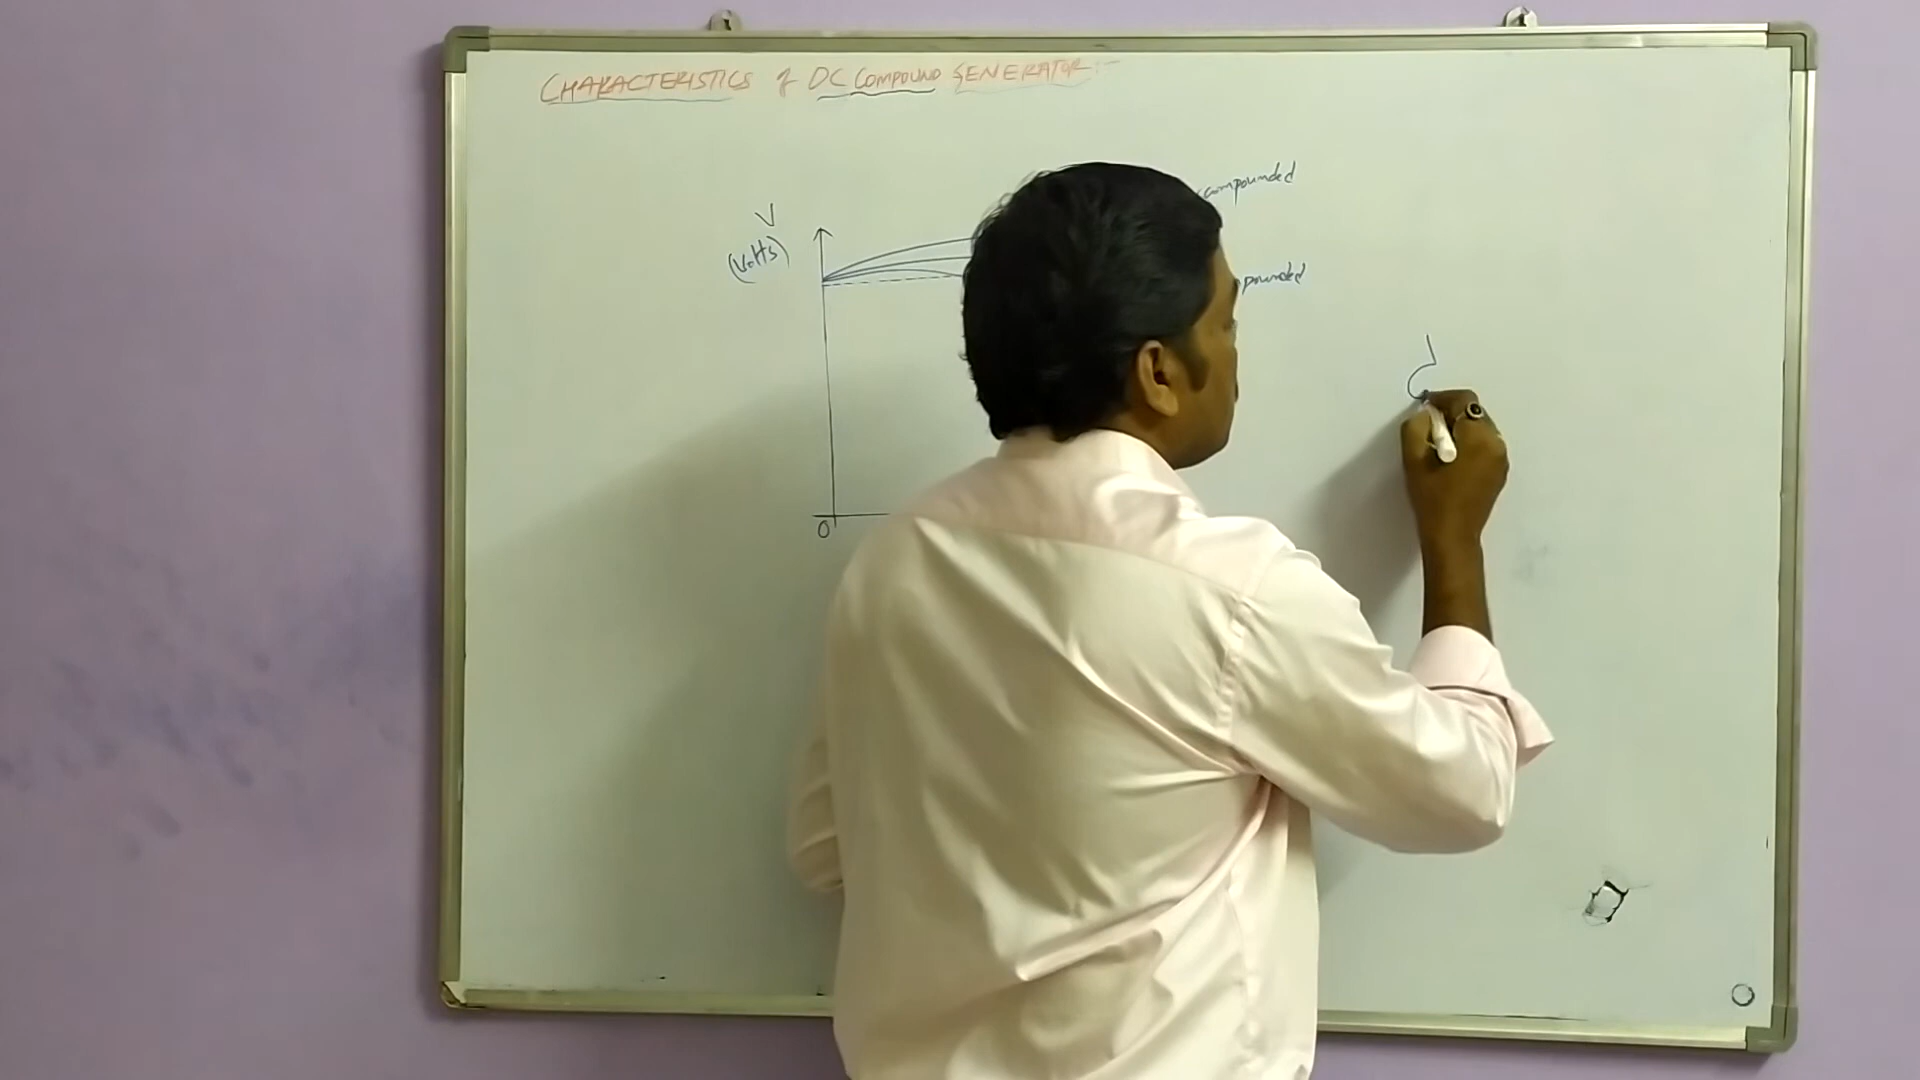 CHARACTERISTICS of DC COMPOUND GENERATOR:-
compounded
V
(Volts)
pounded
0